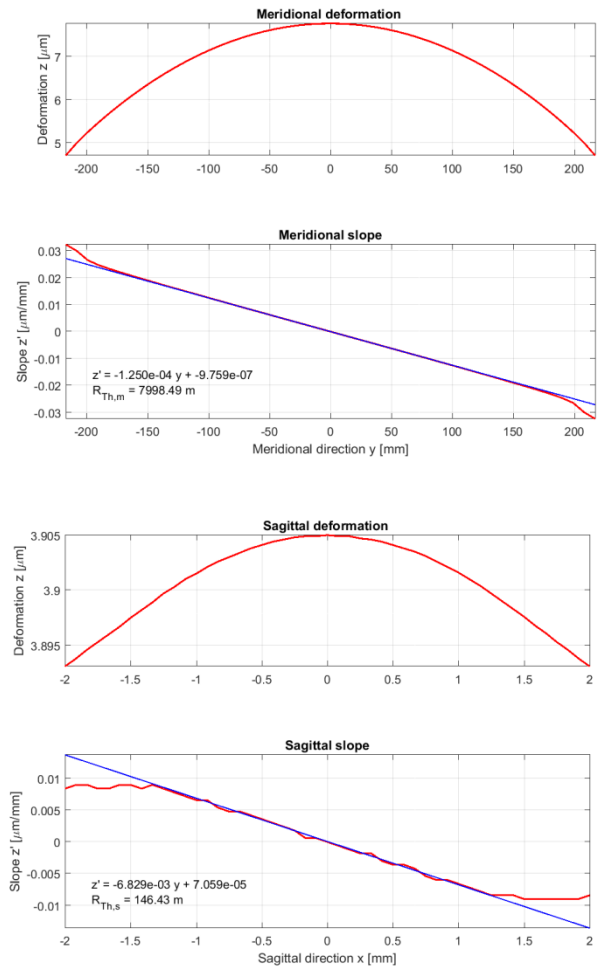 Meridional deformation
Deformation z [μm]
7
6
5
-200 -150 -100 -50 0 50 100 150 200
Meridional slope
Slope z' [μm/mm]
0.03
0.02
0.01
0
-0.01
-0.02
-0.03
z' = -1.250e-04 y + -9.759e-07
R_Th,m = 7998.49 m
-200 -150 -100 -50 0 50 100 150 200
Meridional direction y [mm]
Sagittal deformation
Deformation z [μm]
3.905
3.9
3.895
-2 -1.5 -1 -0.5 0 0.5 1 1.5 2
Sagittal slope
Slope z' [μm/mm]
0.01
0.005
0
-0.005
-0.01
z' = -6.829e-03 y + 7.059e-05
R_Th,s = 146.43 m
-2 -1.5 -1 -0.5 0 0.5 1 1.5 2
Sagittal direction x [mm]